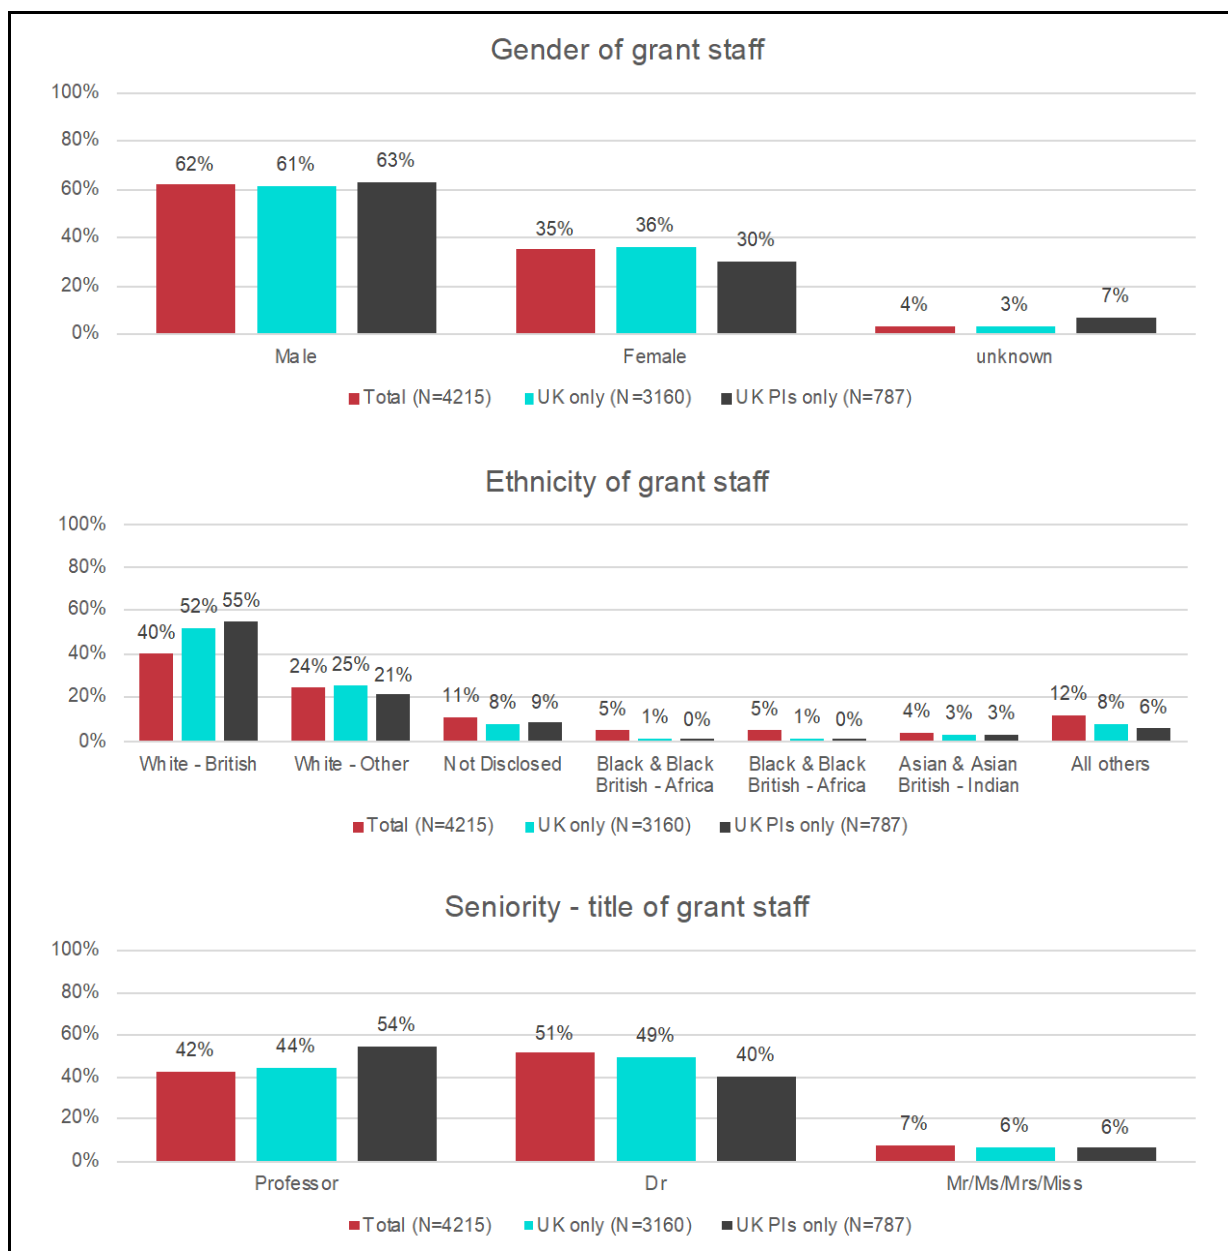 Gender of grant staff
100%
80%
60%
40%
20%
0%
62% 61% 63%
35% 36% 30%
4% 3% 7%
Male Female unknown
Total (N=4215) UK only (N=3160) UK PIs only (N=787)
Ethnicity of grant staff
100%
80%
60%
40%
20%
0%
40% 52% 55%
24% 25% 21%
11% 8% 9%
5% 1% 0%
5% 1% 0%
4% 3% 3%
12% 8% 6%
White - British White - Other Not Disclosed Black & Black Black & Black Asian & Asian All others
British - Africa British - Africa British - Indian
Total (N=4215) UK only (N=3160) UK PIs only (N=787)
Seniority - title of grant staff
100%
80%
60%
40%
20%
0%
42% 44% 54%
51% 49% 40%
7% 6% 6%
Professor Dr Mr/Ms/Mrs/Miss
Total (N=4215) UK only (N=3160) UK PIs only (N=787)